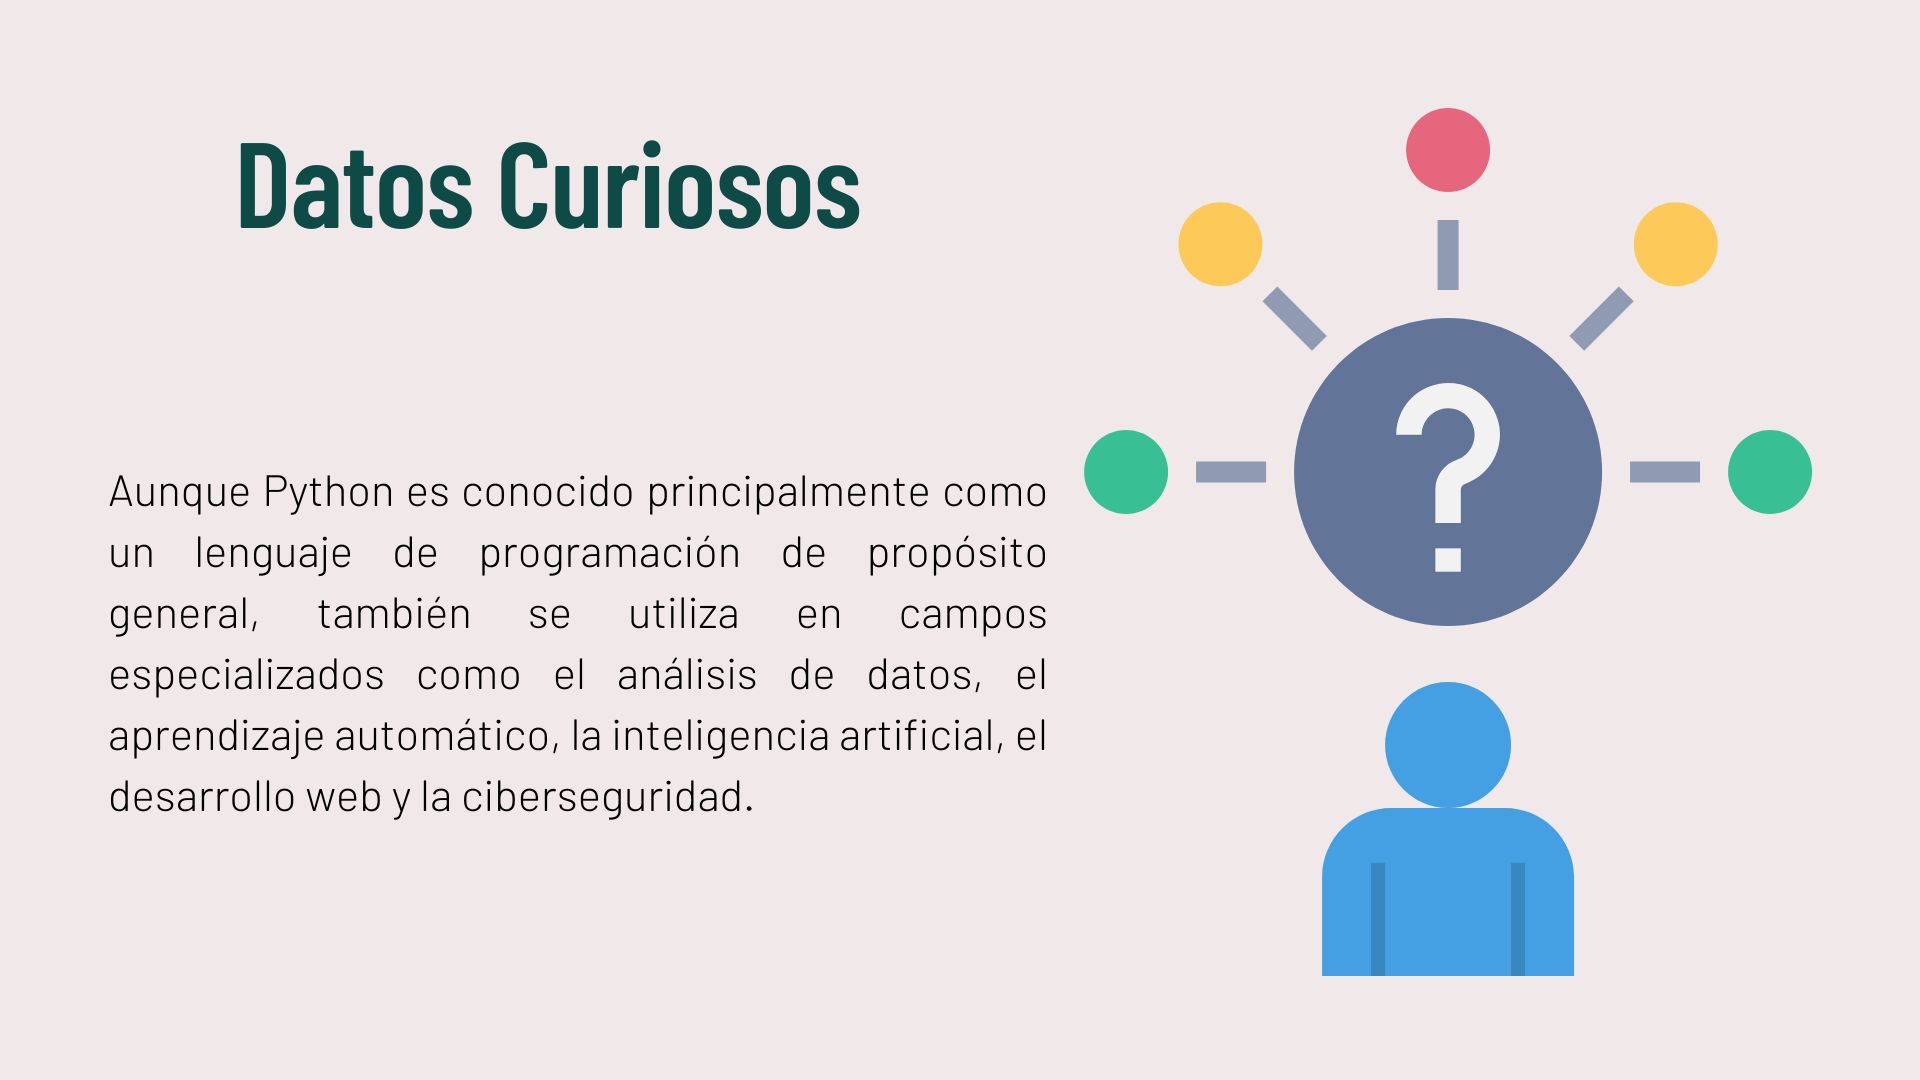 Datos Curiosos
Aunque Python es conocido principalmente como
un lenguaje de programación de propósito
general, también se utiliza en campos
especializados como el análisis de datos, el
aprendizaje automático, la inteligencia artificial, el
desarrollo web y la ciberseguridad.
?